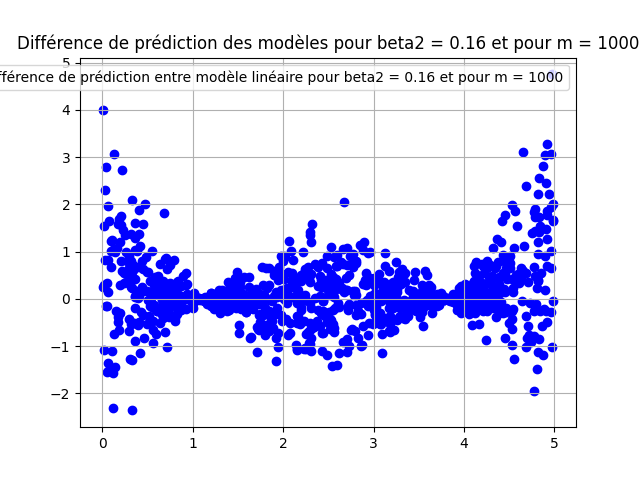 Différence de prédiction des modèles pour beta2 = 0.16 et pour m = 1000
fférence de prédiction entre modèle linéaire pour beta2 = 0.16 et pour m = 1000
5
4
3
2
1
0
−1
−2
0 1 2 3 4 5